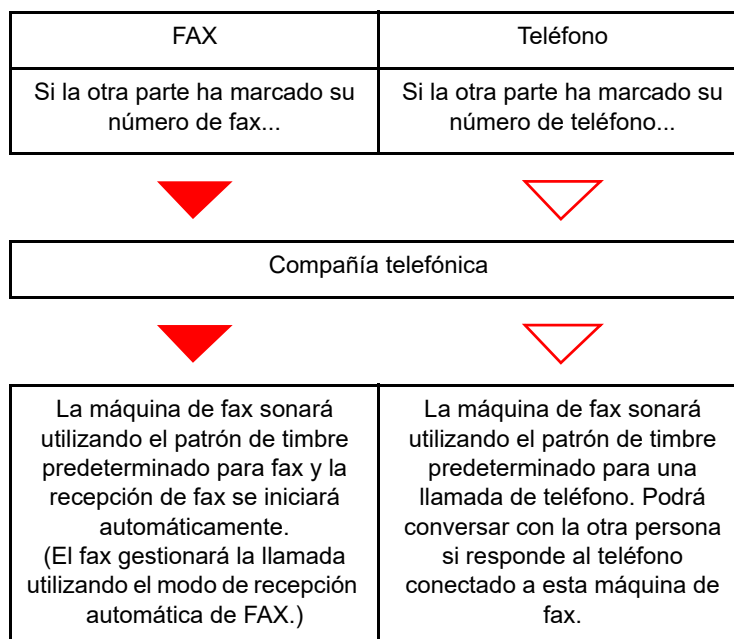 FAX
Teléfono
Si la otra parte ha marcado su
número de fax...
Si la otra parte ha marcado su
número de teléfono...
Compañía telefónica
La máquina de fax sonará
utilizando el patrón de timbre
predeterminado para fax y la
recepción de fax se iniciará
automáticamente.
(El fax gestionará la llamada
utilizando el modo de recepción
automática de FAX.)
La máquina de fax sonará
utilizando el patrón de timbre
predeterminado para una
llamada de teléfono. Podrá
conversar con la otra persona
si responde al teléfono
conectado a esta máquina de
fax.